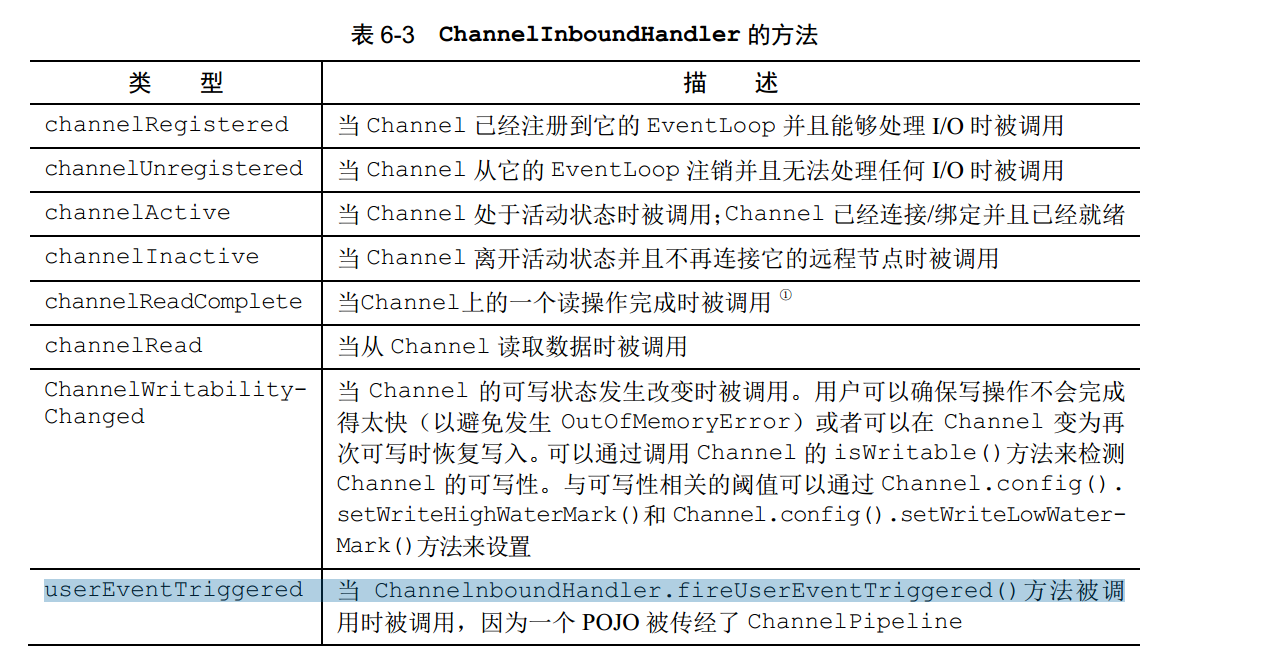 表 6-3 ChannelInboundHandler 的方法
类 型 描 述
channelRegistered 当 Channel 已经注册到它的 EventLoop 并且能够处理 I/O 时被调用
channelUnregistered 当 Channel 从它的 EventLoop 注销并且无法处理任何 I/O 时被调用
channelActive 当 Channel 处于活动状态时被调用；Channel 已经连接/绑定并且已经就绪
channelInactive 当 Channel 离开活动状态并且不再连接它的远程节点时被调用
channelReadComplete 当Channel上的一个读操作完成时被调用①
channelRead 当从 Channel 读取数据时被调用
ChannelWritability-
Changed
当 Channel 的可写状态发生改变时被调用。用户可以确保写操作不会完成
得太快（以避免发生 OutOfMemoryError）或者可以在 Channel 变为再
次可写时恢复写入。可以通过调用 Channel 的 isWritable()方法来检测
Channel 的可写性。与可写性相关的阈值可以通过 Channel.config().
setWriteHighWaterMark()和 Channel.config().setWriteLowWater-
Mark()方法来设置
userEventTriggered 当 ChannelnboundHandler.fireUserEventTriggered()方法被调
用时被调用，因为一个 POJO 被传经了 ChannelPipeline